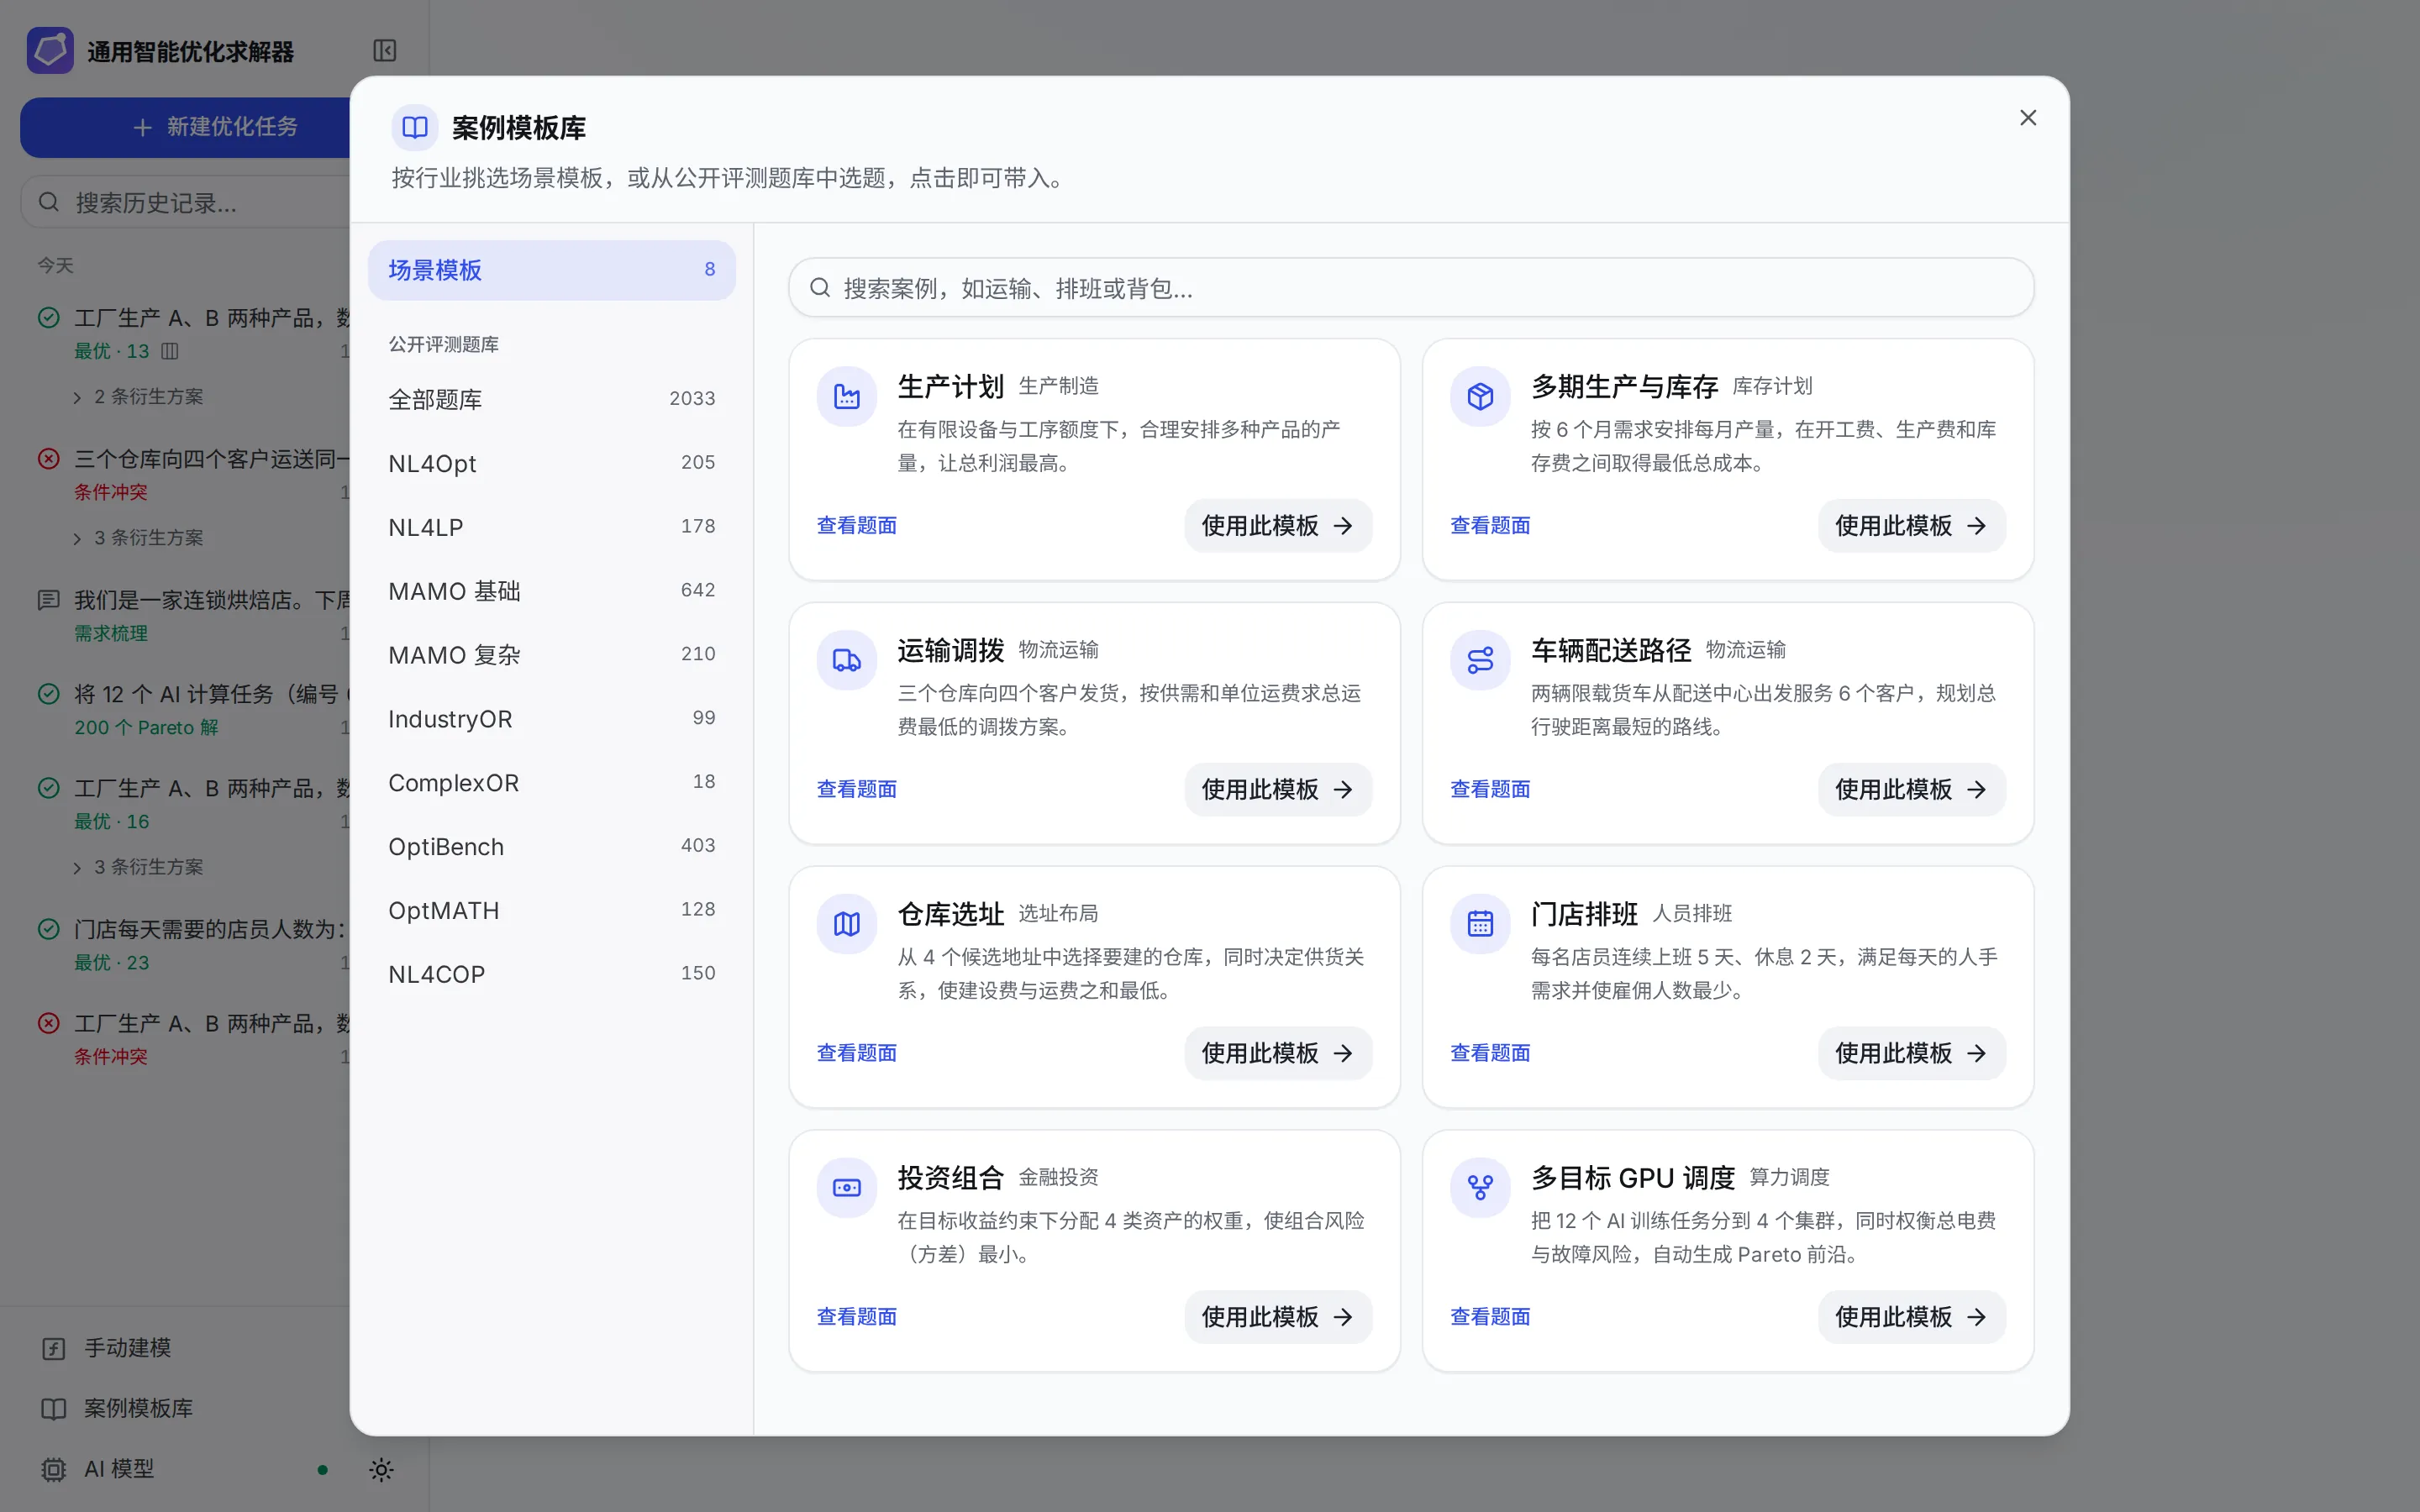 通用智能优化求解器
新建优化任务
搜索历史记录...
今天
工厂生产 A、B 两种产品，数
最优 · 13
2 条衍生方案
三个仓库向四个客户运送同一
条件冲突
3 条衍生方案
我们是一家连锁烘焙店。下周
需求梳理
将 12 个 AI 计算任务（编号
200 个 Pareto 解
工厂生产 A、B 两种产品，数
最优 · 16
3 条衍生方案
门店每天需要的店员人数为：
最优 · 23
工厂生产 A、B 两种产品，数
条件冲突
手动建模
案例模板库
AI 模型
案例模板库
按行业挑选场景模板，或从公开评测题库中选题，点击即可带入。
场景模板 8
公开评测题库
全部题库 2033
NL4Opt 205
NL4LP 178
MAMO 基础 642
MAMO 复杂 210
IndustryOR 99
ComplexOR 18
OptiBench 403
OptMATH 128
NL4COP 150
搜索案例，如运输、排班或背包...
生产计划 生产制造
在有限设备与工序额度下，合理安排多种产品的产
量，让总利润最高。
查看题面 使用此模板
多期生产与库存 库存计划
按 6 个月需求安排每月产量，在开工费、生产费和库
存费之间取得最低总成本。
查看题面 使用此模板
运输调拨 物流运输
三个仓库向四个客户发货，按供需和单位运费求总运
费最低的调拨方案。
查看题面 使用此模板
车辆配送路径 物流运输
两辆限载货车从配送中心出发服务 6 个客户，规划总
行驶距离最短的路线。
查看题面 使用此模板
仓库选址 选址布局
从 4 个候选地址中选择要建的仓库，同时决定供货关
系，使建设费与运费之和最低。
查看题面 使用此模板
门店排班 人员排班
每名店员连续上班 5 天、休息 2 天，满足每天的人手
需求并使雇佣人数最少。
查看题面 使用此模板
投资组合 金融投资
在目标收益约束下分配 4 类资产的权重，使组合风险
（方差）最小。
查看题面 使用此模板
多目标 GPU 调度 算力调度
把 12 个 AI 训练任务分到 4 个集群，同时权衡总电费
与故障风险，自动生成 Pareto 前沿。
查看题面 使用此模板